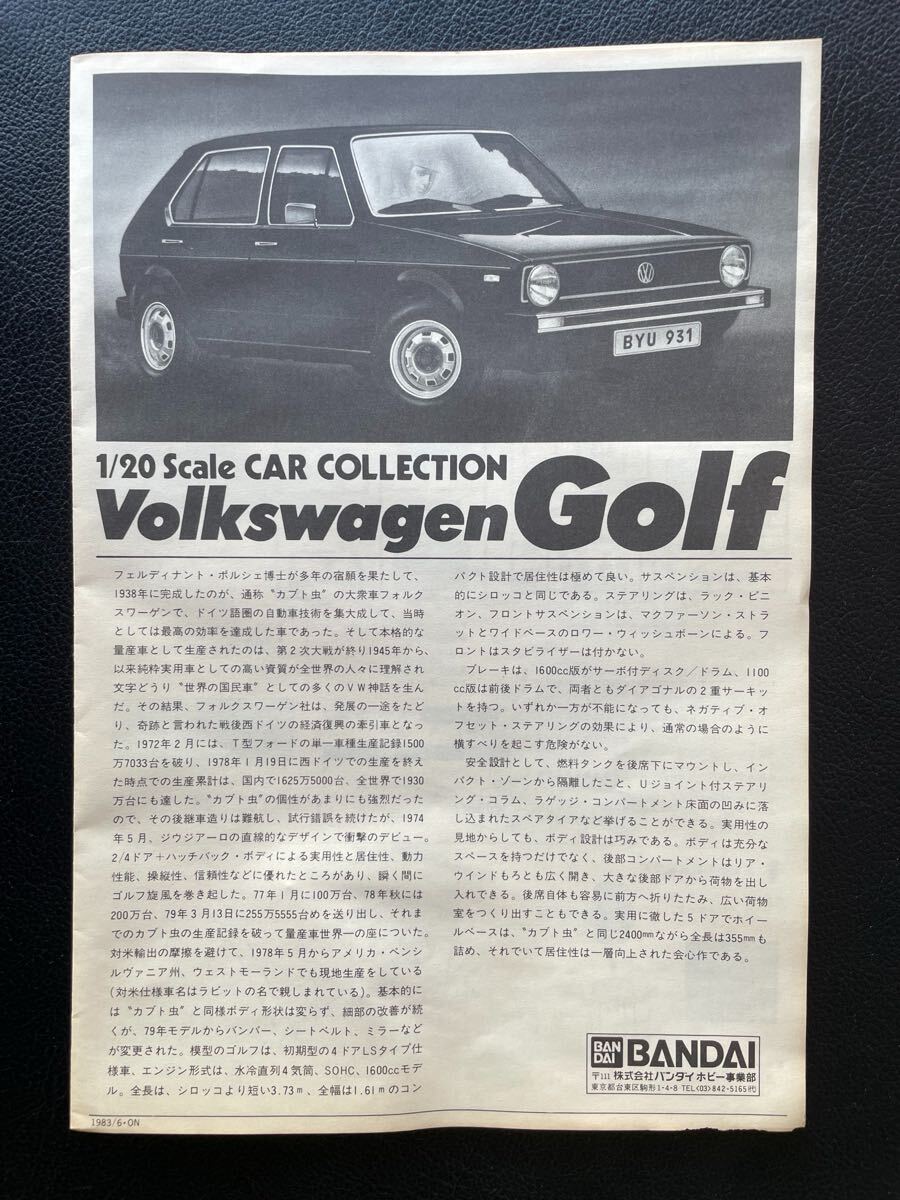 BYU 931
1/20 Scale CAR COLLECTION
Volkswagen Golf
フェルディナント・ポルシェ博士が多年の宿願を果たして、
1938年に完成したのが、通称〝カブト虫〞の大衆車フォルク
スワーゲンで、ドイツ語圏の自動車技術を集大成して、当時
としては最高の効率を達成した車であった。そして本格的な
量産車として生産されたのは、第2次大戦が終り1945年から、
以来純粋実用車としての高い資質が全世界の人々に理解され
文字どうり〝世界の国民車〞としての多くのVW神話を生ん
だ。その結果、フォルクスワーゲン社は、発展の一途をたど
り、奇跡と言われた戦後西ドイツの経済復興の牽引車となっ
た。1972年2月には、T型フォードの単一車種生産記録1500
万7033台を破り、1978年1月19日に西ドイツでの生産を終え
た時点での生産累計は、国内で1625万5000台、全世界で1930
万台にも達した。〝カブト虫〞の個性があまりにも強烈だった
ので、その後継車造りは難航し、試行錯誤を続けたが、1974
年5月、ジウジアーロの直線的なデザインで衝撃のデビュー。
2/4ドア+ハッチバック・ボディによる実用性と居住性、動力
性能、操縦性、信頼性などに優れたところがあり、瞬く間に
ゴルフ旋風を巻き起した。77年1月に100万台、78年秋には
200万台、79年3月13日に255万5555台めを送り出し、それま
でのカブト虫の生産記録を破って量産車世界一の座についた。
対米輸出の摩擦を避けて、1978年5月からアメリカ・ペンシ
ルヴァニア州、ウェストモーランドでも現地生産をしている
(対米仕様車名はラビットの名で親しまれている)。基本的に
は〝カブト虫〞と同様ボディ形状は変らず、細部の改善が続
くが、79年モデルからバンパー、シートベルト、ミラーなど
が変更された。模型のゴルフは、初期型の4ドアLSタイプ仕
様車、エンジン形式は、水冷直列4気筒、SOHC、1600ccモデ
ル。全長は、シロッコより短い3.73m、全幅は1.61mのコン
パクト設計で居住性は極めて良い。サスペンションは、基本
的にシロッコと同じである。ステアリングは、ラック・ピニ
オン、フロントサスペンションは、マクファーソン・ストラ
ットとワイドベースのロワー・ウィッシュボーンによる。フ
ロントはスタビライザーは付かない。
ブレーキは、1600cc版がサーボ付ディスク/ドラム、1100
cc版は前後ドラムで、両者ともダイアゴナルの2重サーキッ
トを持つ。いずれか一方が不能になっても、ネガティブ・オ
フセット・ステアリングの効果により、通常の場合のように
横すべりを起こす危険がない。
安全設計として、燃料タンクを後席下にマウントし、イン
パクト・ゾーンから隔離したこと、Uジョイント付ステアリ
ング・コラム、ラゲッジ・コンパートメント床面の凹みに落
し込まれたスペアタイアなど挙げることができる。実用性の
見地からしても、ボディ設計は巧みである。ボディは充分な
スペースを持つだけでなく、後部コンパートメントはリア・
ウインドもろとも広く開き、大きな後部ドアから荷物を出し
入れできる。後席自体も容易に前方へ折りたたみ、広い荷物
室をつくり出すこともできる。実用に徹した5ドアでホイー
ルベースは、〝カブト虫〞と同じ2400mmながら全長は355mmも
詰め、それでいて居住性は一層向上された会心作である。
BAN DAI BANDAI
〒111 株式会社バンダイ ホビー事業部
東京都台東区駒形1-4-8 TEL〈03〉842-5165㈹
1983/6・ON